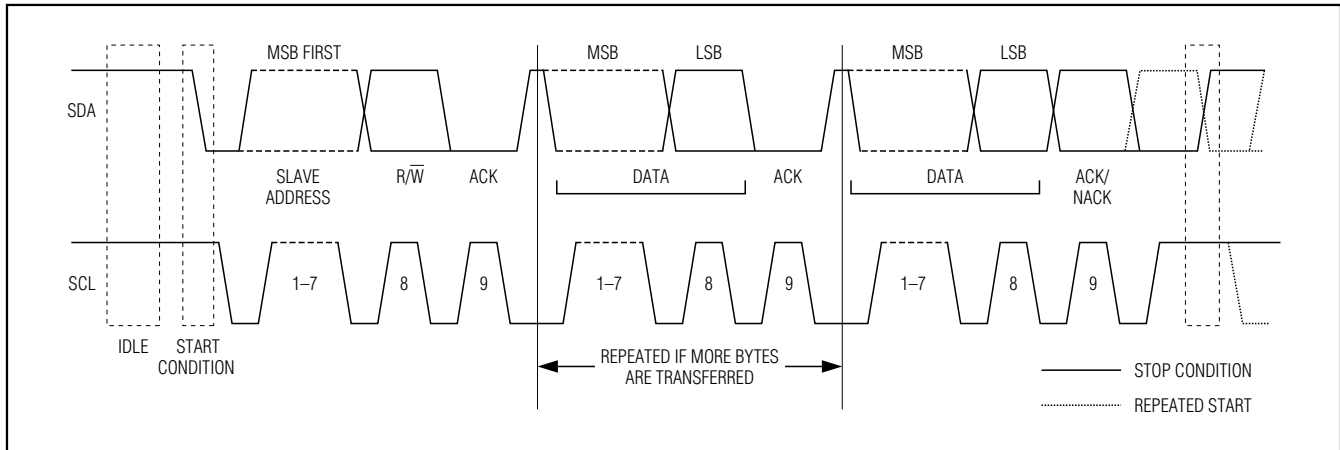 MSB FIRST MSB LSB MSB LSB
SDA
SLAVE ADDRESS R/W̅ ACK DATA ACK DATA ACK/NACK
SCL 1–7 8 9 1–7 8 9 1–7 8 9
IDLE START
CONDITION
REPEATED IF MORE BYTES
ARE TRANSFERRED
STOP CONDITION
REPEATED START